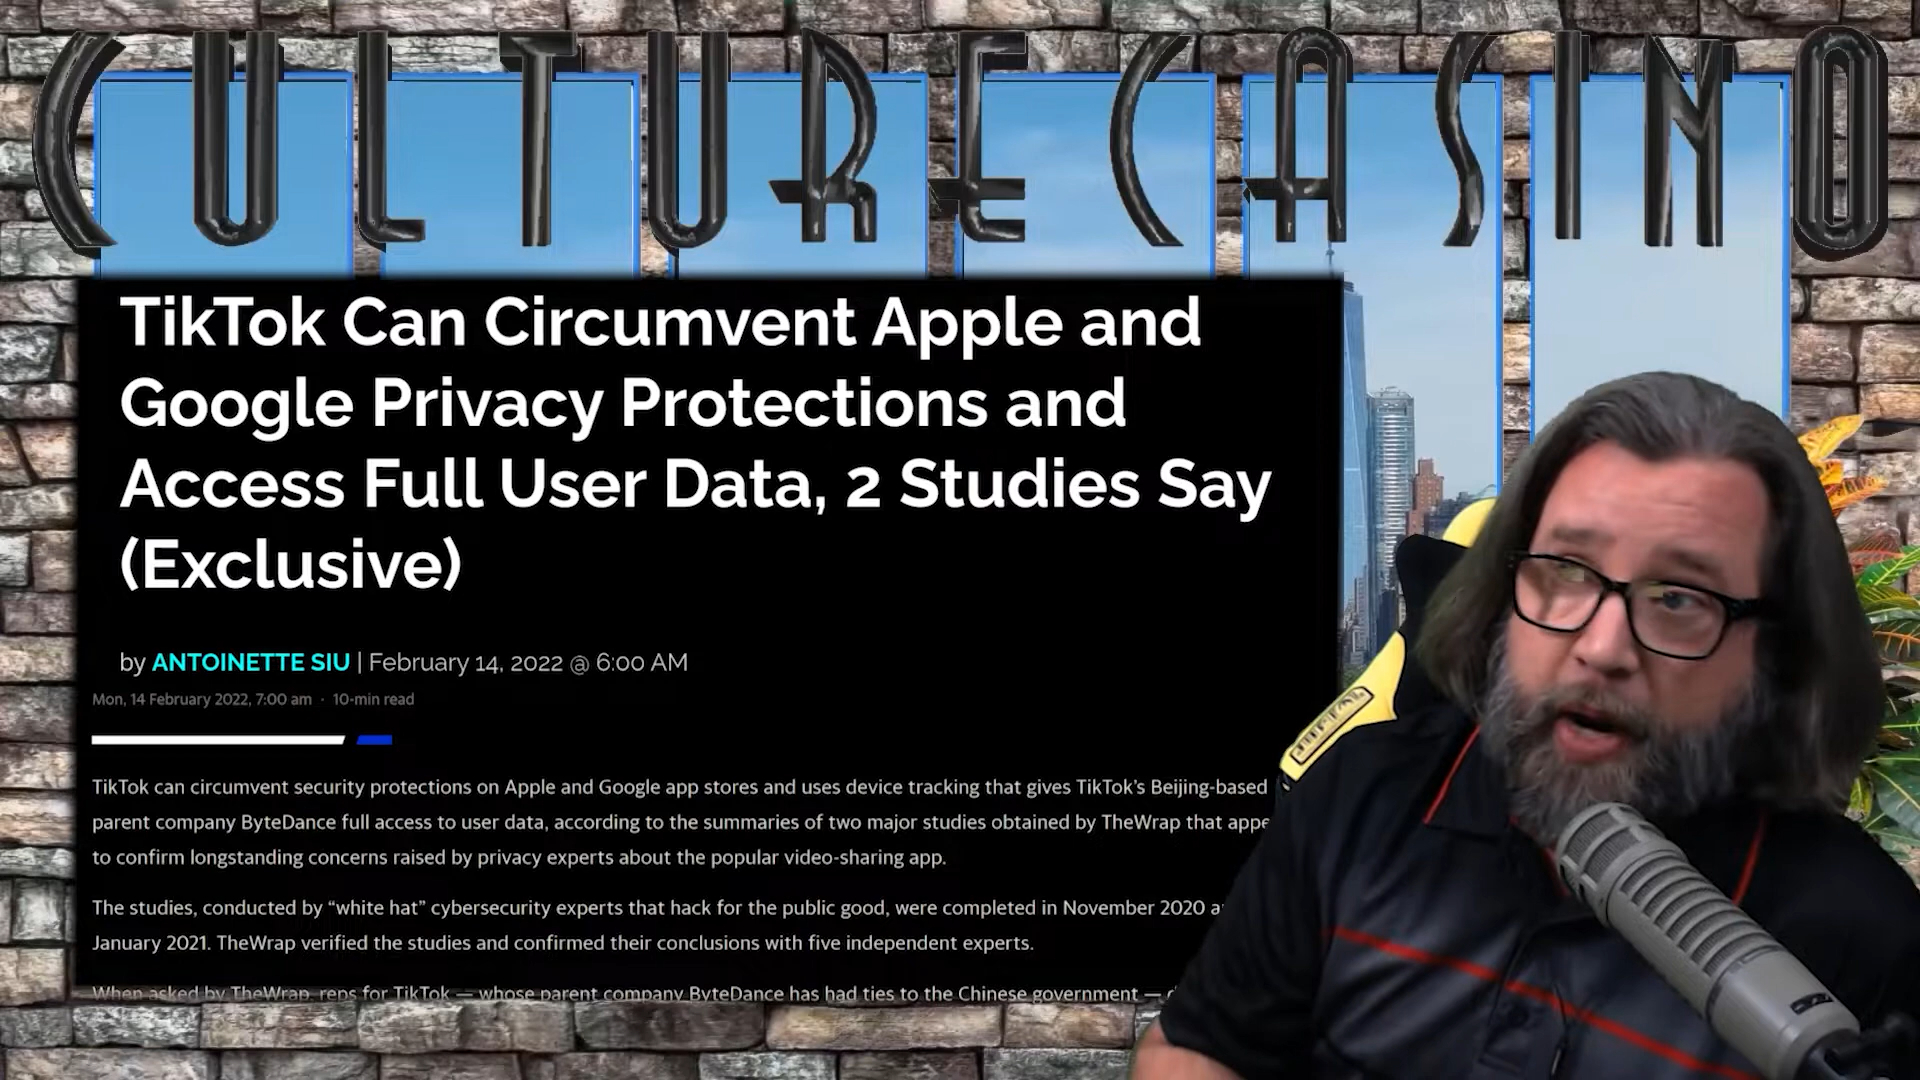 CULTURE CASINO
TikTok Can Circumvent Apple and
Google Privacy Protections and
Access Full User Data, 2 Studies Say
(Exclusive)
by ANTOINETTE SIU | February 14, 2022 @ 6:00 AM
Mon, 14 February 2022, 7:00 am · 10-min read
TikTok can circumvent security protections on Apple and Google app stores and uses device tracking that gives TikTok's Beijing-based
parent company ByteDance full access to user data, according to the summaries of two major studies obtained by TheWrap that appe
to confirm longstanding concerns raised by privacy experts about the popular video-sharing app.
The studies, conducted by “white hat” cybersecurity experts that hack for the public good, were completed in November 2020 a
January 2021. TheWrap verified the studies and confirmed their conclusions with five independent experts.
When asked by TheWrap, reps for TikTok — whose parent company ByteDance has had ties to the Chinese government —